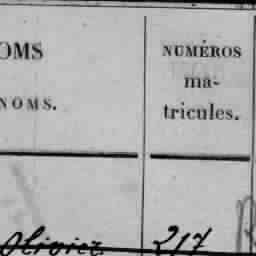 OMS
NOMS.
NUMÉROS
ma-
tricules.
Olivier 217